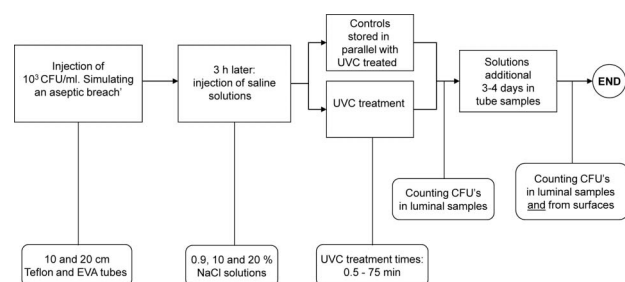 Injection of
10³ CFU/ml. Simulating
an aseptic breach'
3 h later:
injection of saline
solutions
Controls
stored in
parallel with
UVC treated
UVC treatment
Solutions
additional
3-4 days in
tube samples
END
Counting CFU's
in luminal samples
Counting CFU's
in luminal samples
and from surfaces
10 and 20 cm
Teflon and EVA tubes
0.9, 10 and 20 %
NaCl solutions
UVC treatment times:
0.5 - 75 min